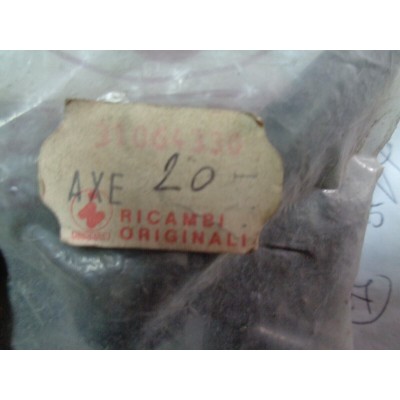 31064330
AXE 20-
RICAMBI
ORIGINALI